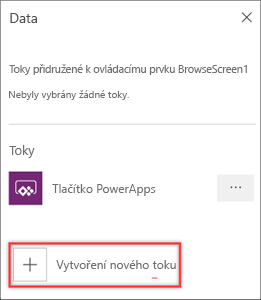 Data
Toky přidružené k ovládacímu prvku BrowseScreen1
Nebyly vybrány žádné toky.
Toky
Tlačítko PowerApps
Vytvoření nového toku